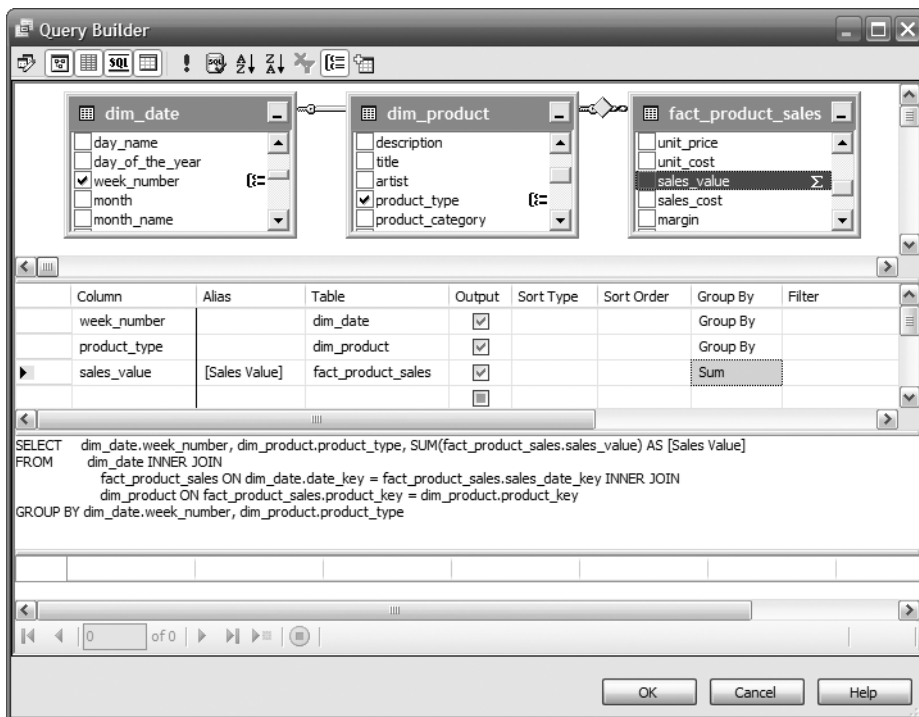 Query Builder
SQL SQL A Z Z A
dim_date dim_product fact_product_sales
day_name description unit_price
day_of_the_year title unit_cost
week_number artist sales_value Σ
month product_type sales_cost
month_name product_category margin
Column Alias Table Output Sort Type Sort Order Group By Filter
week_number dim_date Group By
product_type dim_product Group By
sales_value [Sales Value] fact_product_sales Sum
SELECT dim_date.week_number, dim_product.product_type, SUM(fact_product_sales.sales_value) AS [Sales Value]
FROM dim_date INNER JOIN
fact_product_sales ON dim_date.date_key = fact_product_sales.sales_date_key INNER JOIN
dim_product ON fact_product_sales.product_key = dim_product.product_key
GROUP BY dim_date.week_number, dim_product.product_type
0 of 0
OK Cancel Help